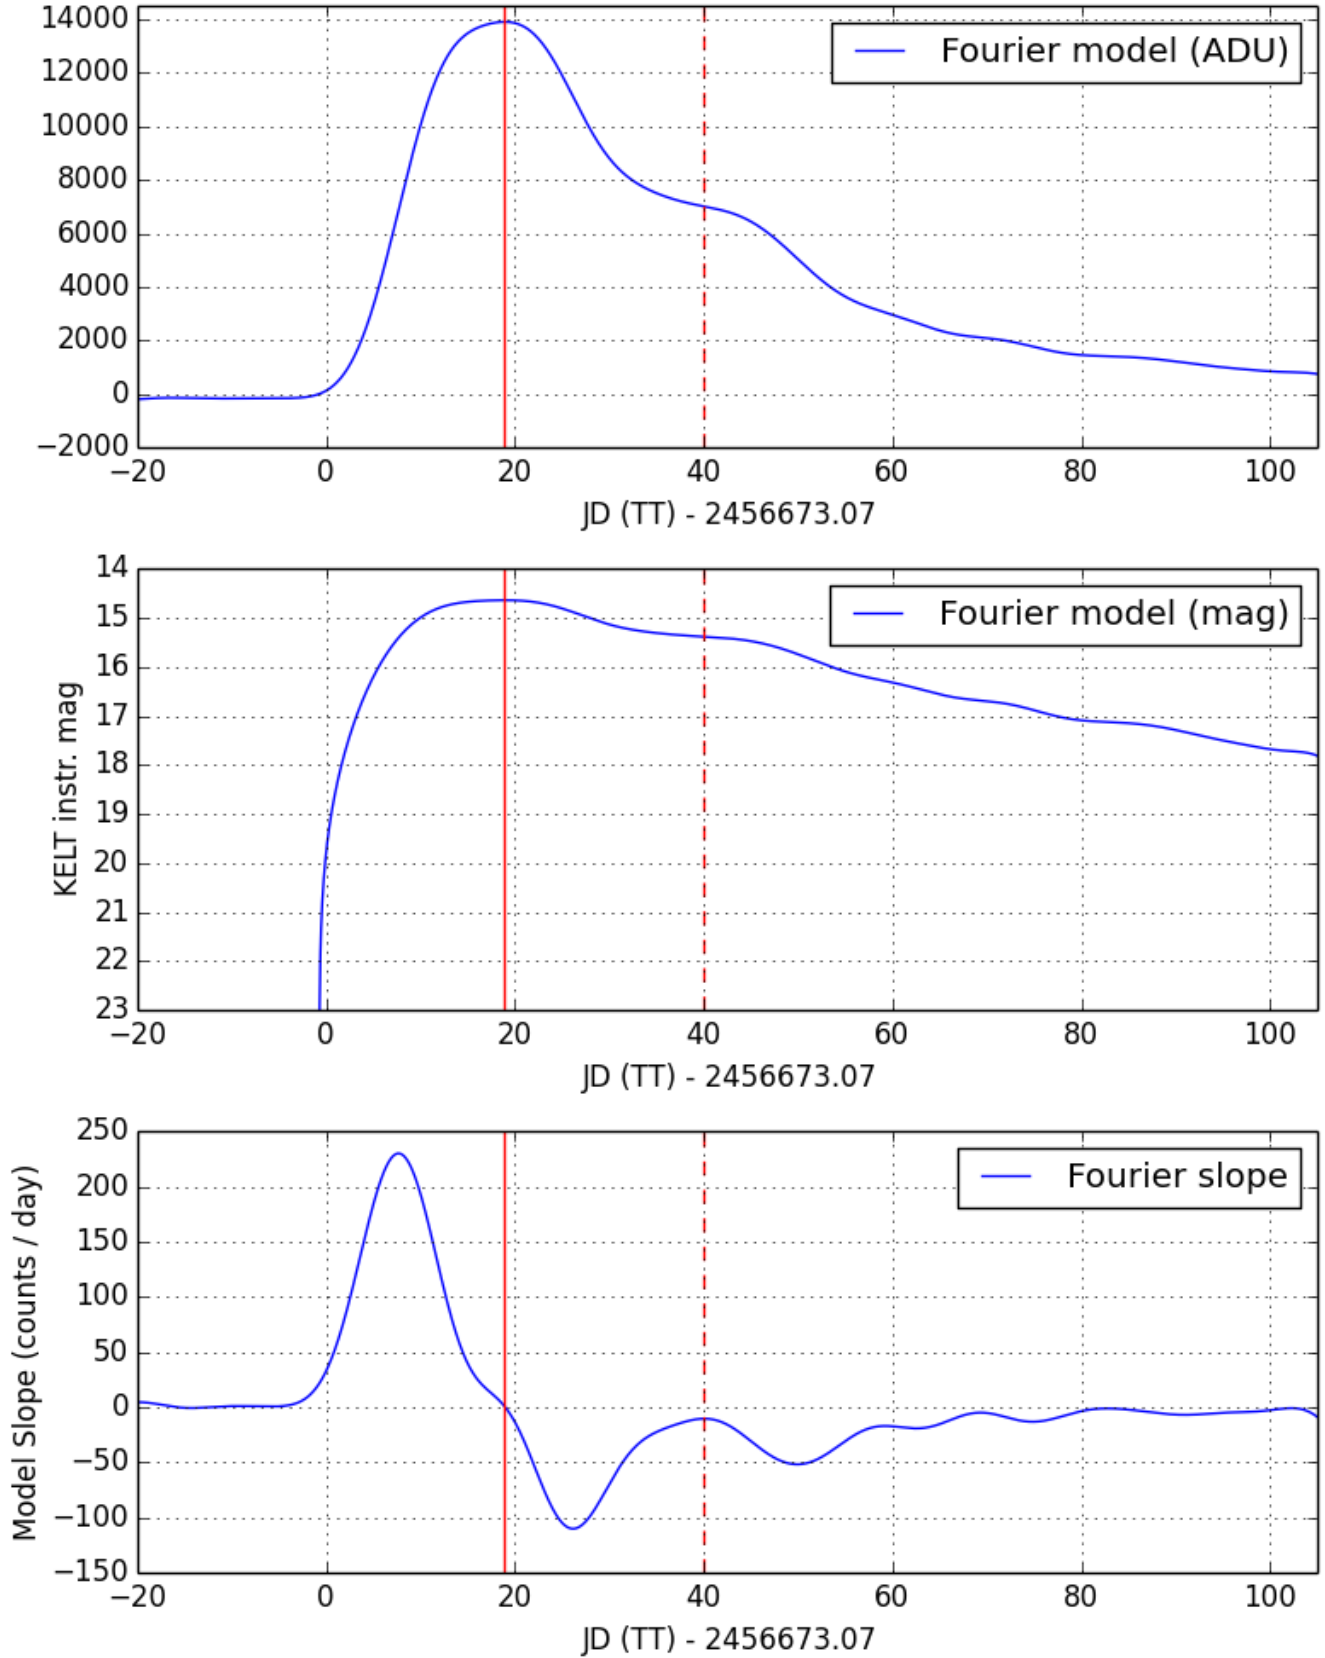 14000
12000
10000
8000
6000
4000
2000
0
−2000
Fourier model (ADU)
−20 0 20 40 60 80 100
JD (TT) - 2456673.07
14
15
16
17
18
19
20
21
22
23
KELT instr. mag
Fourier model (mag)
−20 0 20 40 60 80 100
JD (TT) - 2456673.07
250
200
150
100
50
0
−50
−100
−150
Model Slope (counts / day)
Fourier slope
−20 0 20 40 60 80 100
JD (TT) - 2456673.07